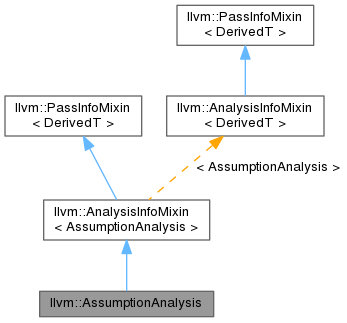 llvm::PassInfoMixin
< DerivedT >
llvm::PassInfoMixin
< DerivedT >
llvm::AnalysisInfoMixin
< DerivedT >
< AssumptionAnalysis >
llvm::AnalysisInfoMixin
< AssumptionAnalysis >
llvm::AssumptionAnalysis